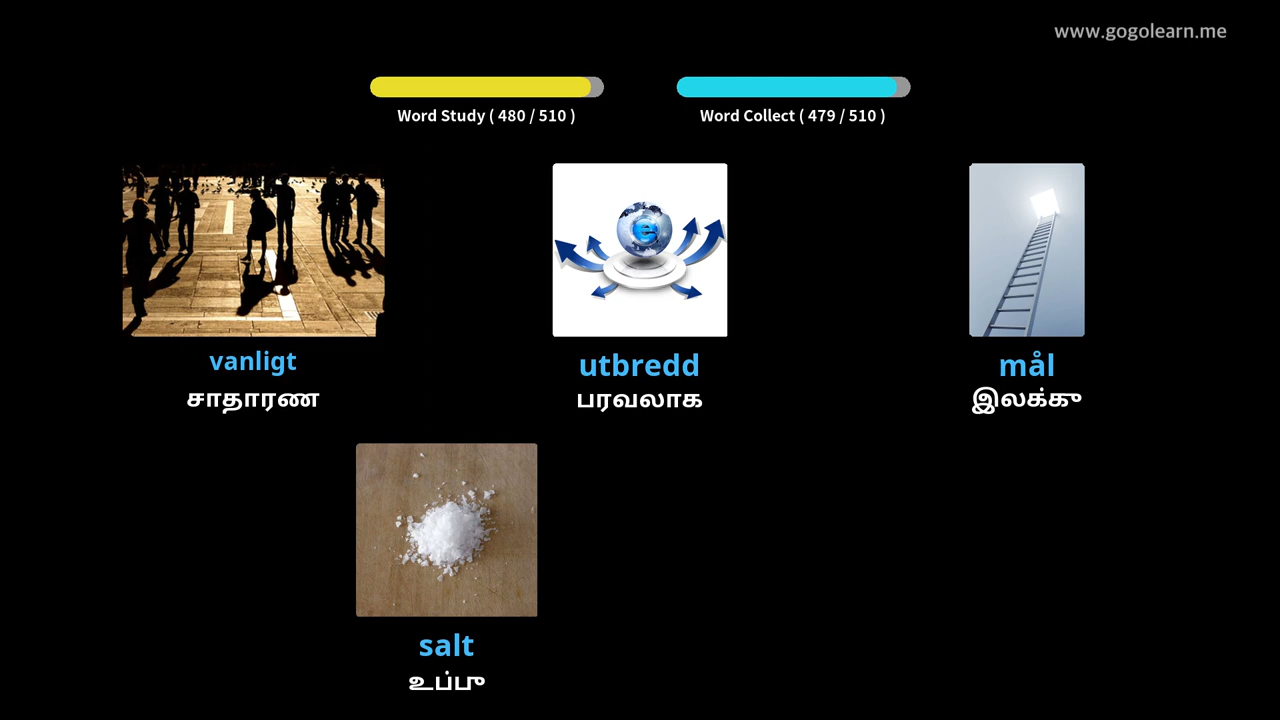 www.gogolearn.me
Word Study ( 480 / 510 )
Word Collect ( 479 / 510 )
vanligt
சாதாரண
utbredd
பரவலாக
mål
இலக்கு
salt
உப்பு